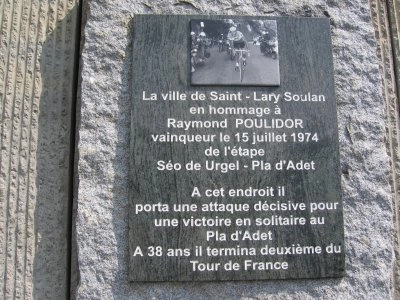 La ville de Saint - Lary Soulan
en hommage à
Raymond POULIDOR
vainqueur le 15 juillet 1974
de l'étape
Séo de Urgel - Pla d'Adet
A cet endroit il
porta une attaque décisive pour
une victoire en solitaire au
Pla d'Adet
A 38 ans il termina deuxième du
Tour de France